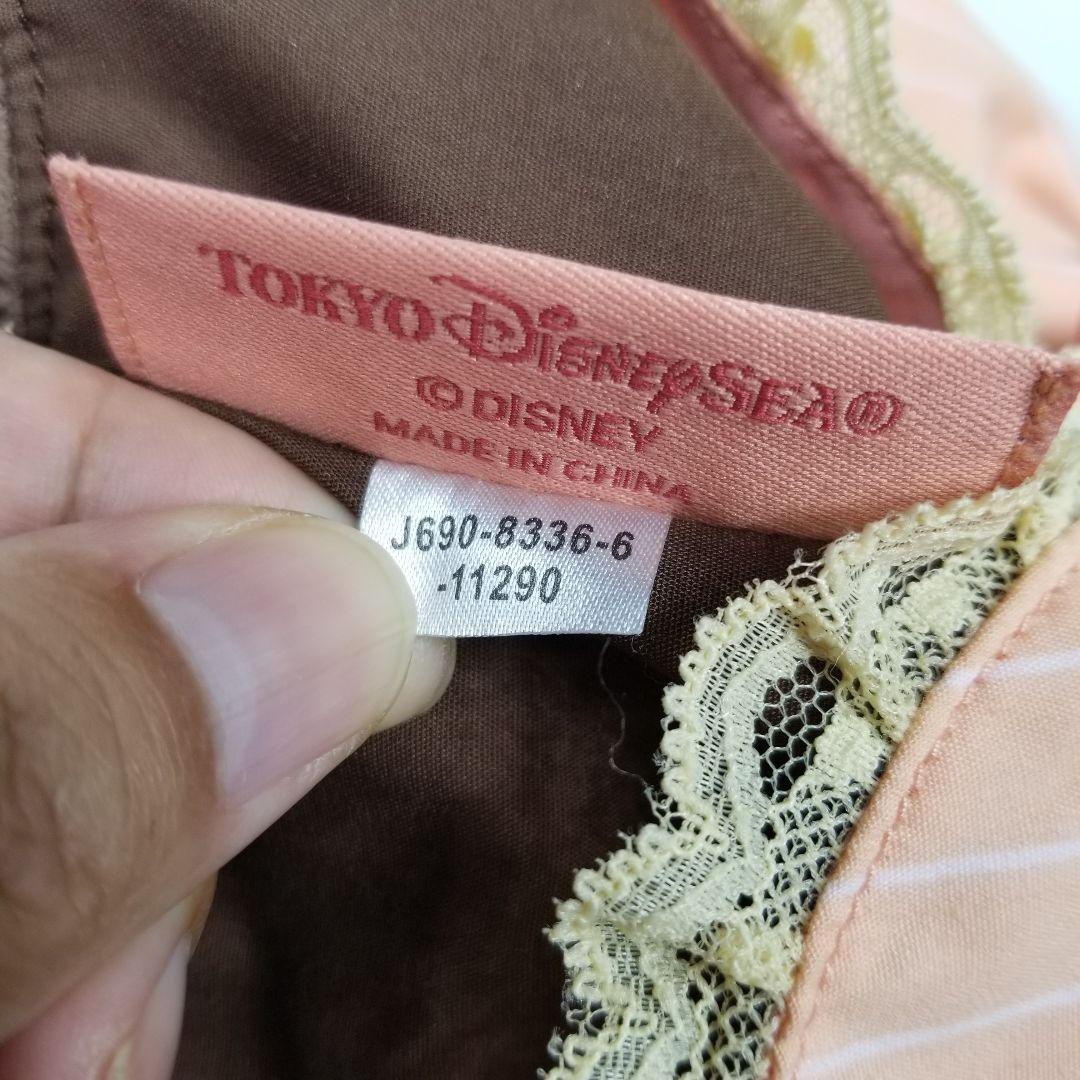 TOKYO DISNEYSEA®
© DISNEY
MADE IN CHINA
J690-8336-6
-11290